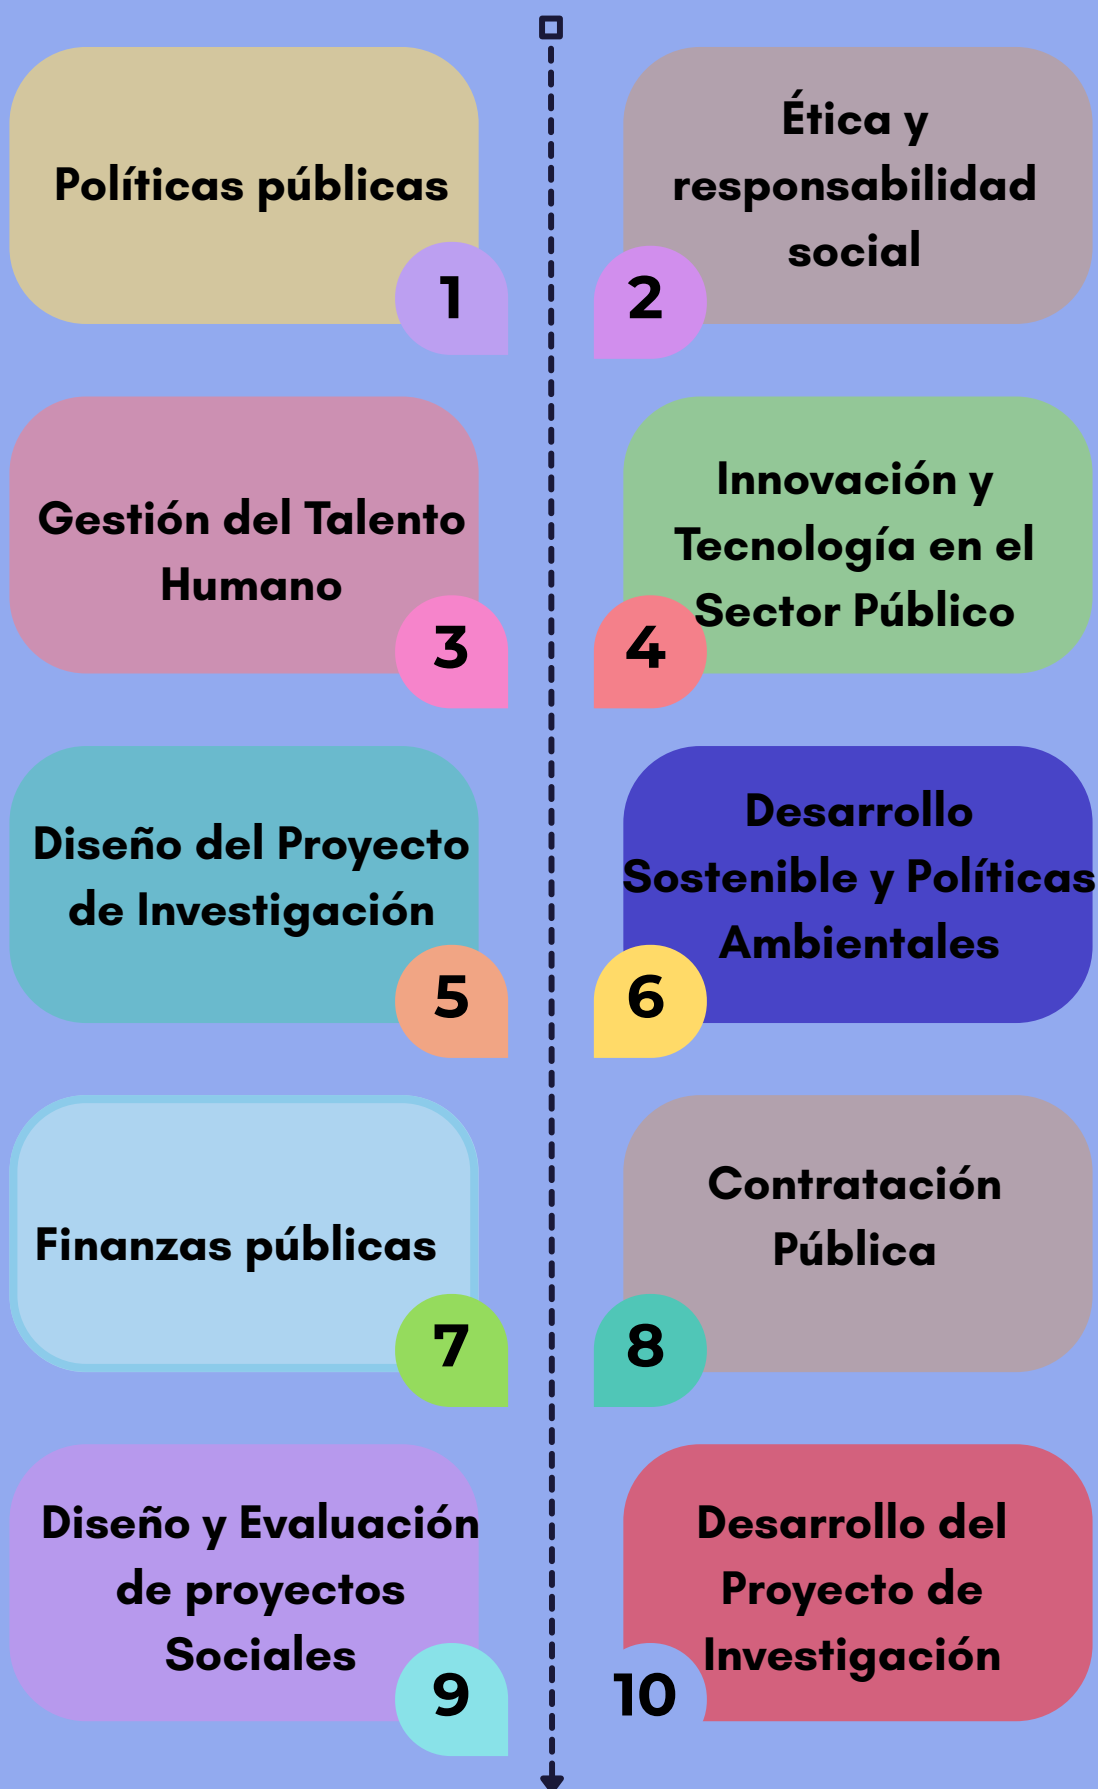 Políticas públicas
1
Ética y
responsabilidad
social
2
Gestión del Talento
Humano
3
Innovación y
Tecnología en el
Sector Público
4
Diseño del Proyecto
de Investigación
5
Desarrollo
Sostenible y Políticas
Ambientales
6
Finanzas públicas
7
Contratación
Pública
8
Diseño y Evaluación
de proyectos
Sociales
9
Desarrollo del
Proyecto de
Investigación
10